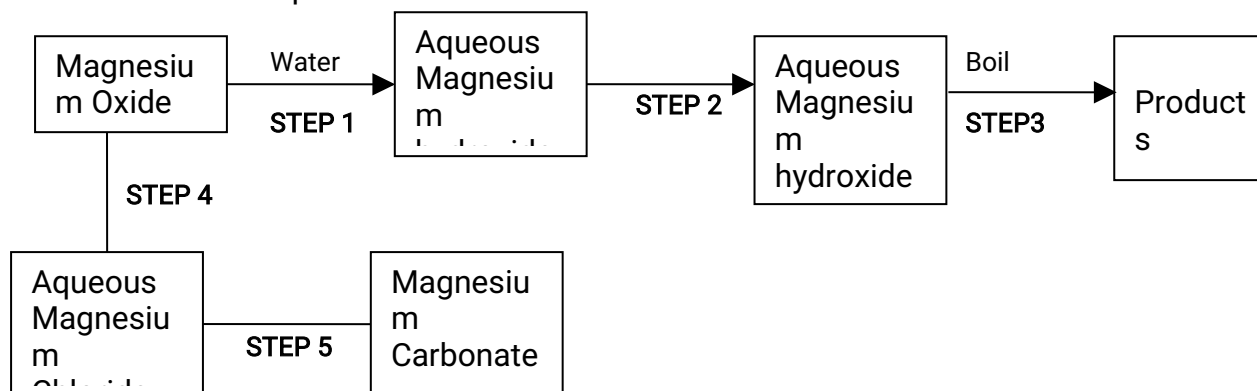 Magnesiu
m Oxide
Water
STEP 1
Aqueous
Magnesiu
m
STEP 2
Aqueous
Magnesiu
m
hydroxide
Boil
STEP3
Product
s
STEP 4
Aqueous
Magnesiu
m
STEP 5
Magnesiu
m
Carbonate